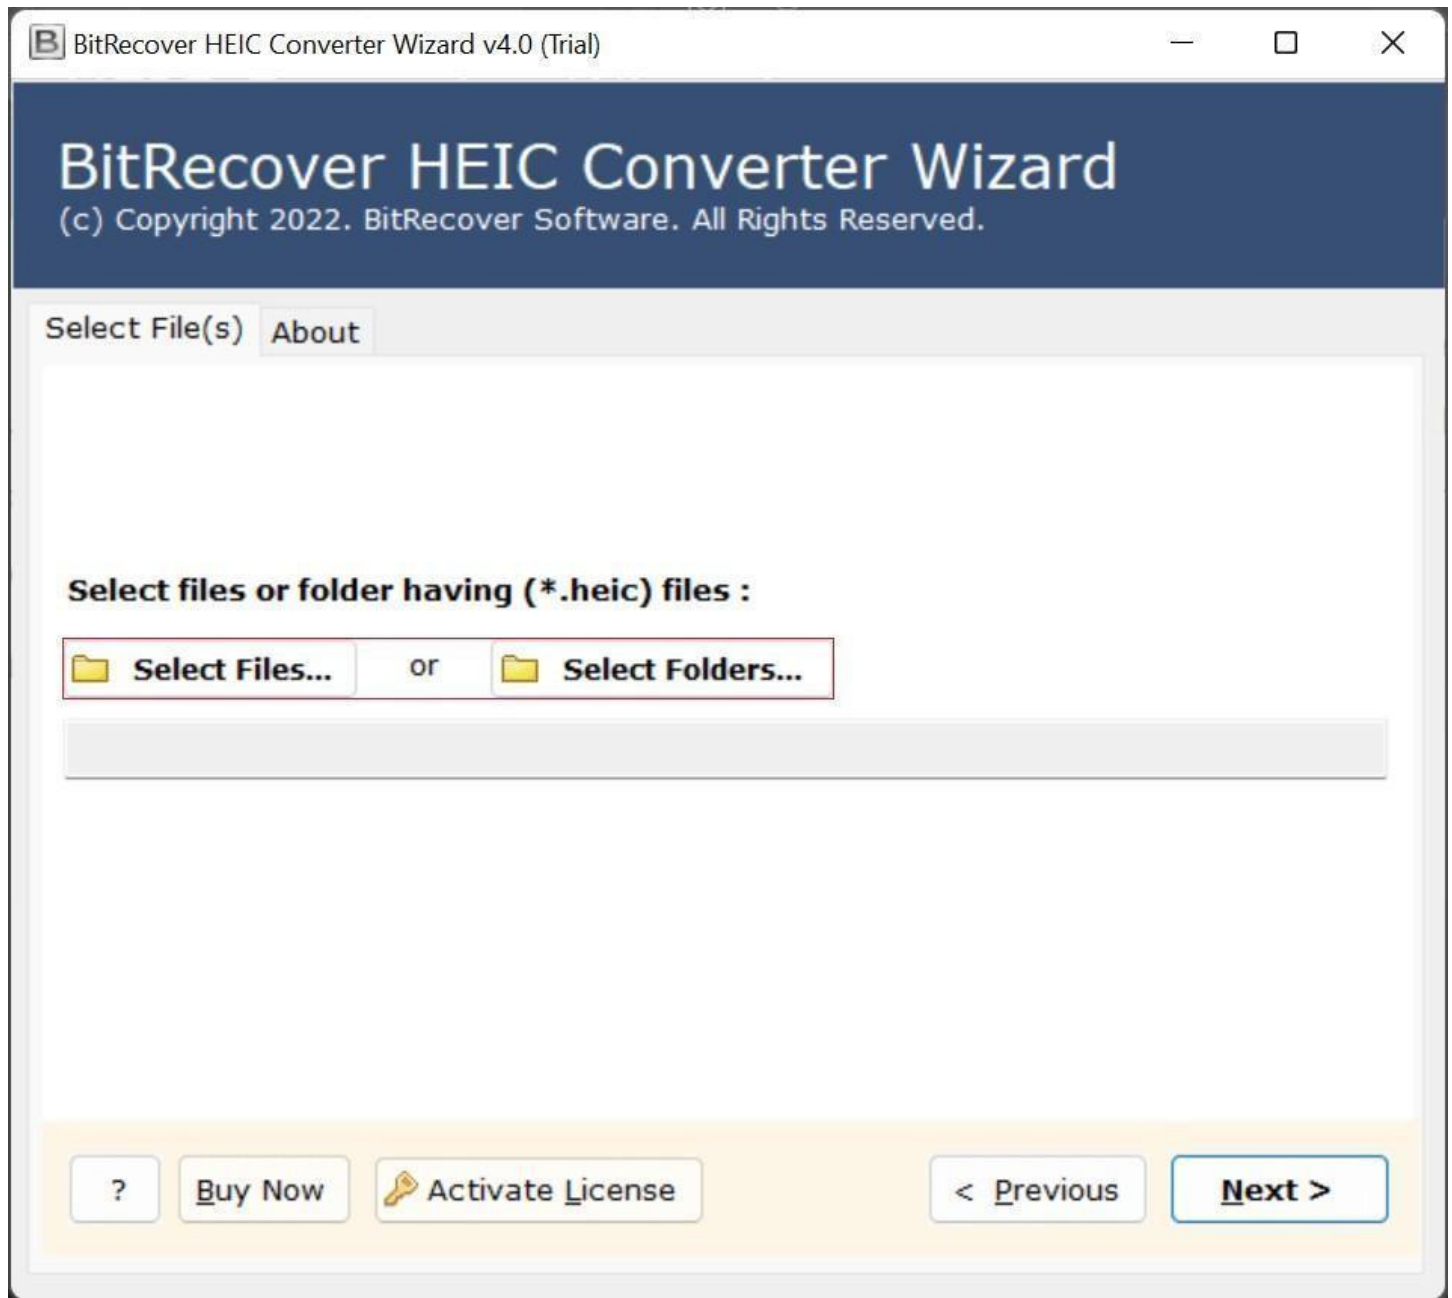 B BitRecover HEIC Converter Wizard v4.0 (Trial)
BitRecover HEIC Converter Wizard
(c) Copyright 2022. BitRecover Software. All Rights Reserved.
Select File(s) About
Select files or folder having (*.heic) files :
Select Files... or Select Folders...
? Buy Now Activate License < Previous Next >